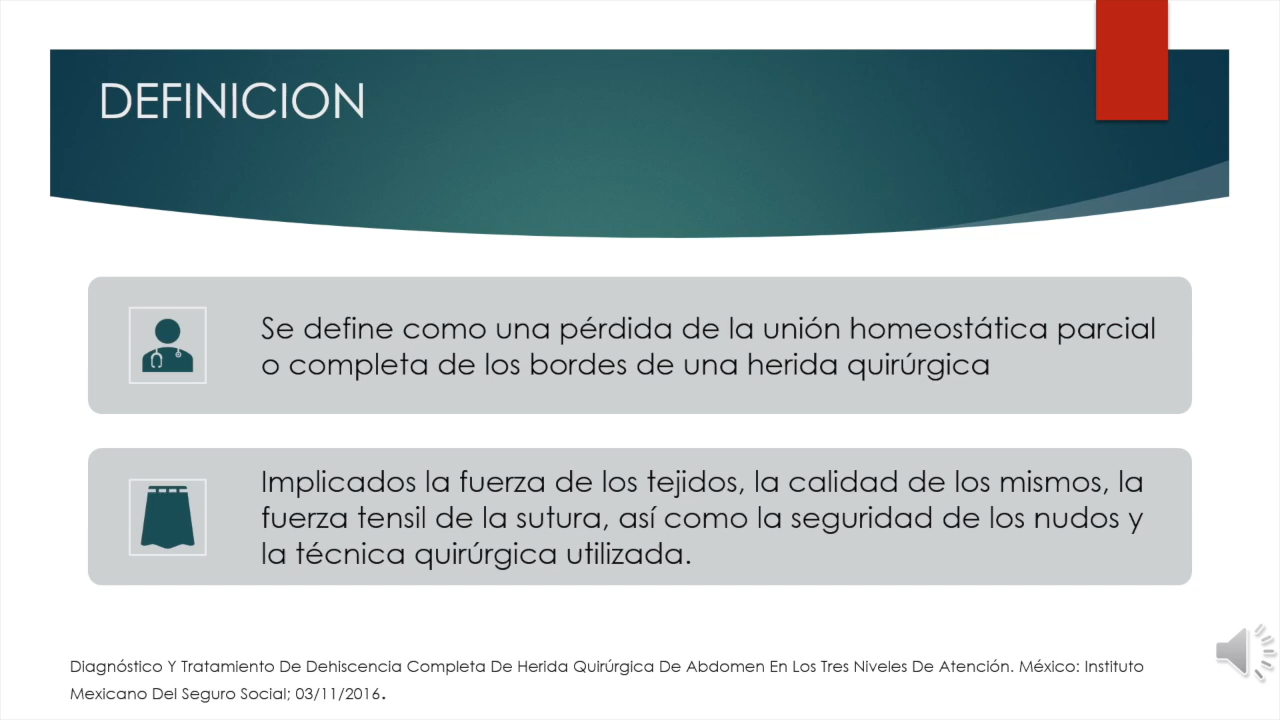 DEFINICION
Se define como una pérdida de la unión homeostática parcial
o completa de los bordes de una herida quirúrgica
Implicados la fuerza de los tejidos, la calidad de los mismos, la
fuerza tensil de la sutura, así como la seguridad de los nudos y
la técnica quirúrgica utilizada.
Diagnóstico Y Tratamiento De Dehiscencia Completa De Herida Quirúrgica De Abdomen En Los Tres Niveles De Atención. México: Instituto
Mexicano Del Seguro Social; 03/11/2016.